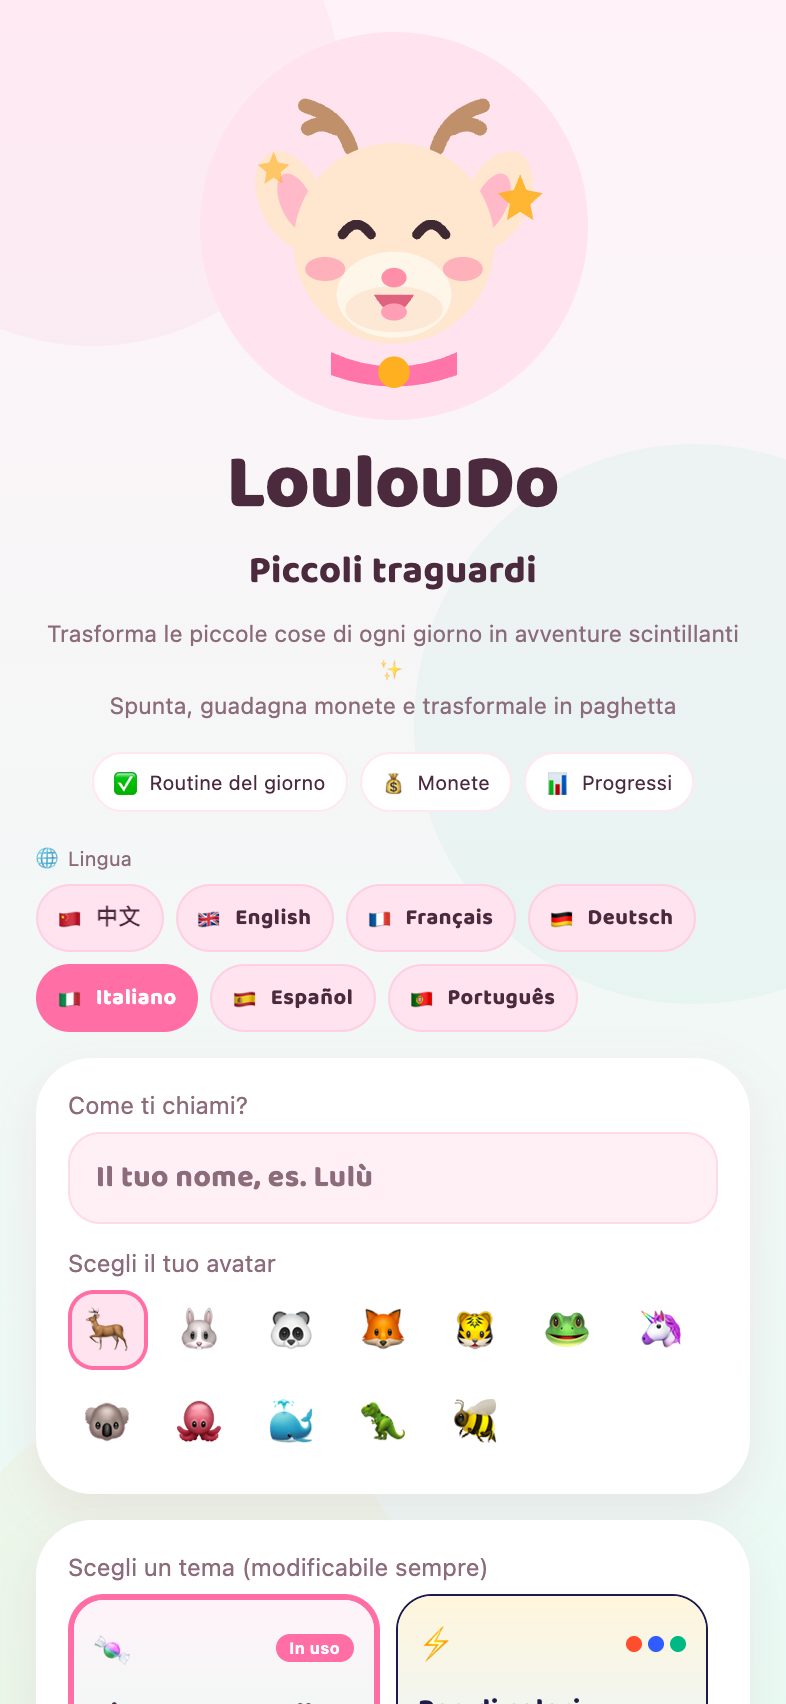 LoulouDo
Piccoli traguardi
Trasforma le piccole cose di ogni giorno in avventure scintillanti
✨
Spunta, guadagna monete e trasformale in paghetta
✅ Routine del giorno
💰 Monete
📊 Progressi
🌐 Lingua
🇨🇳 中文
🇬🇧 English
🇫🇷 Français
🇩🇪 Deutsch
🇮🇹 Italiano
🇪🇸 Español
🇵🇹 Português
Come ti chiami?
Il tuo nome, es. Lulù
Scegli il tuo avatar
Scegli un tema (modificabile sempre)
In uso